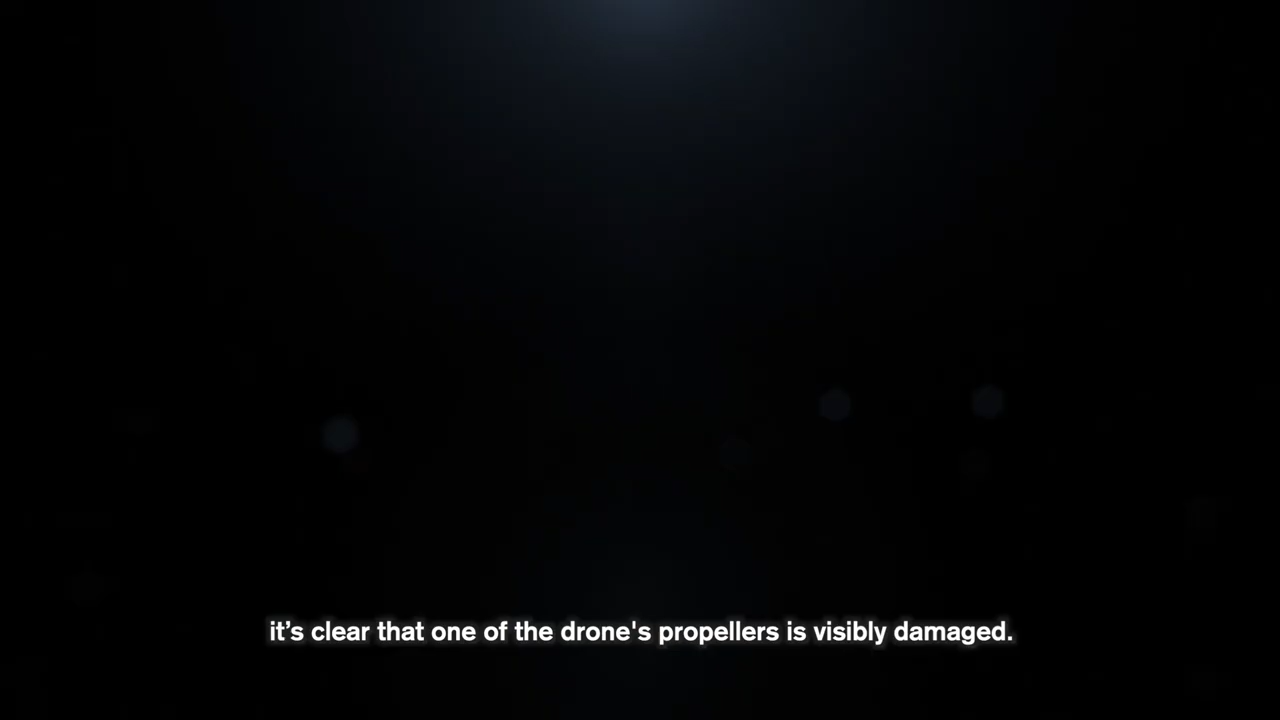 it’s clear that one of the drone's propellers is visibly damaged.